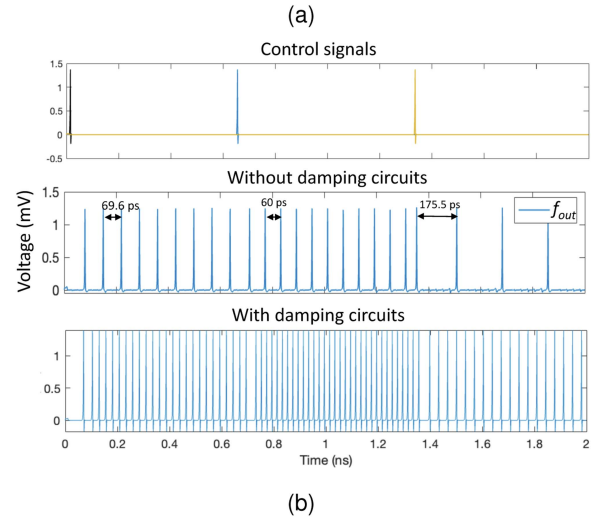 (a)
Control signals
1.5
1
0.5
0
-0.5
Without damping circuits
1.5
69.6 ps
60 ps
175.5 ps
f_out
1
0.5
0
Voltage (mV)
With damping circuits
1
0.5
0
0 0.2 0.4 0.6 0.8 1 1.2 1.4 1.6 1.8 2
Time (ns)
(b)